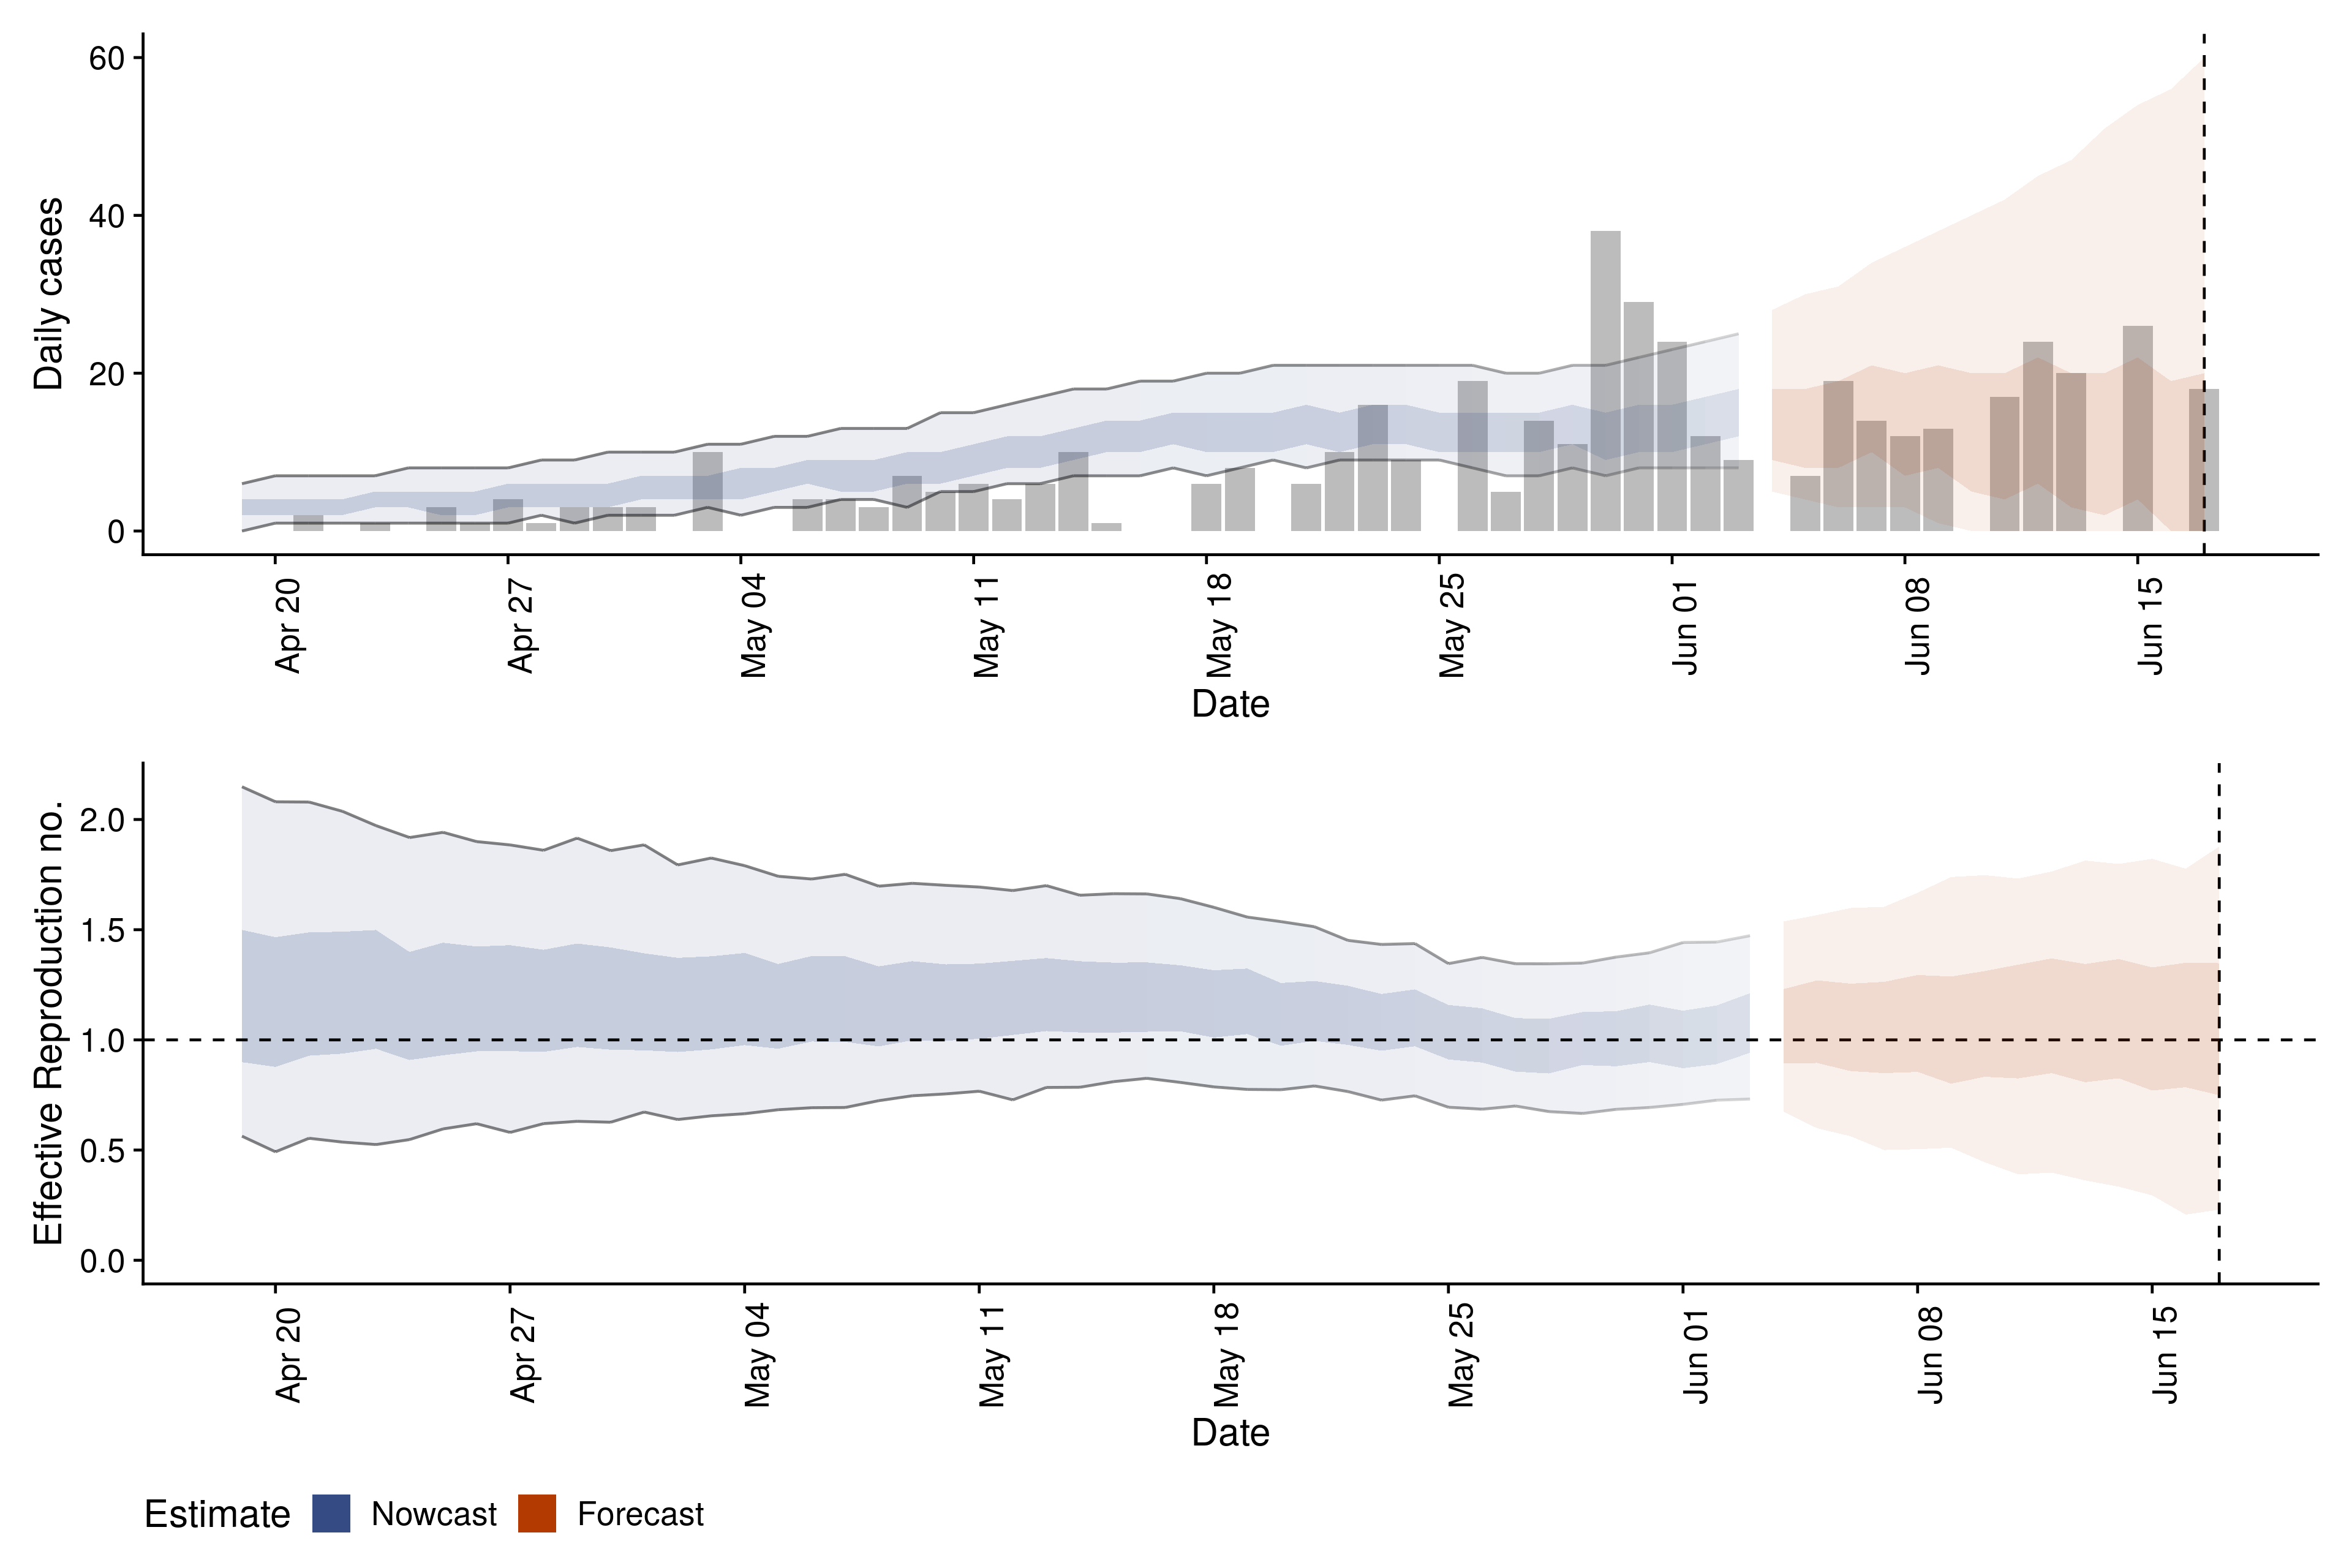 Daily cases
60
40
20
0
Apr 20
Apr 27
May 04
May 11
May 18
May 25
Jun 01
Jun 08
Jun 15
Date
Effective Reproduction no.
2.0
1.5
1.0
0.5
0.0
Apr 20
Apr 27
May 04
May 11
May 18
May 25
Jun 01
Jun 08
Jun 15
Date
Estimate Nowcast Forecast